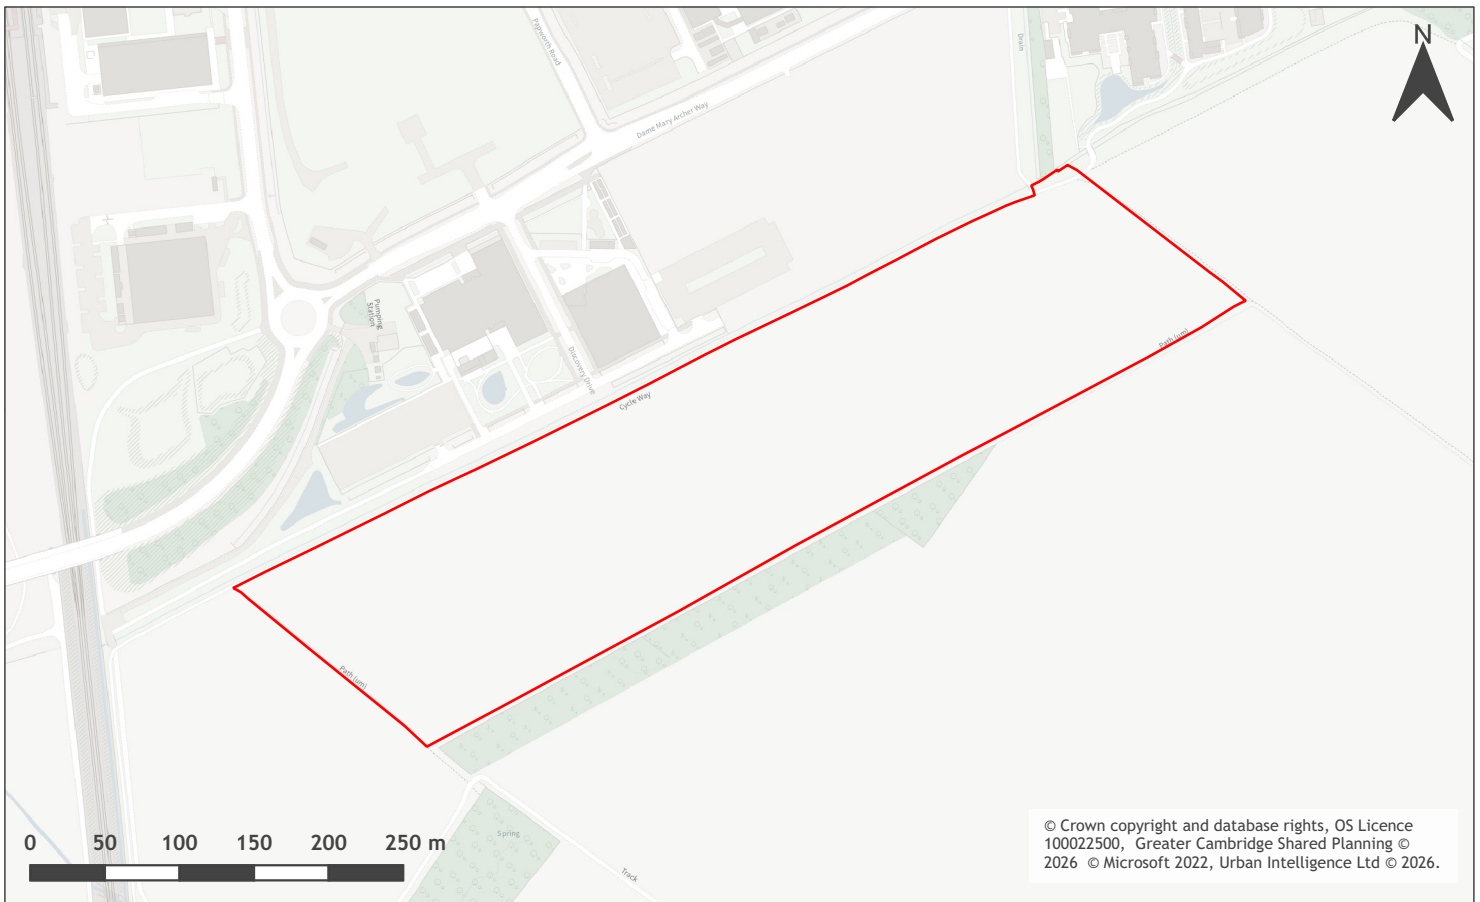 Papworth Road
Drain
N
Dame Mary Archer Way
Pumping
Station
Discovery Drive
Path (um)
Cycle Way
Path (um)
Spring
Track
0 50 100 150 200 250 m
© Crown copyright and database rights, OS Licence
100022500, Greater Cambridge Shared Planning ©
2026 © Microsoft 2022, Urban Intelligence Ltd © 2026.